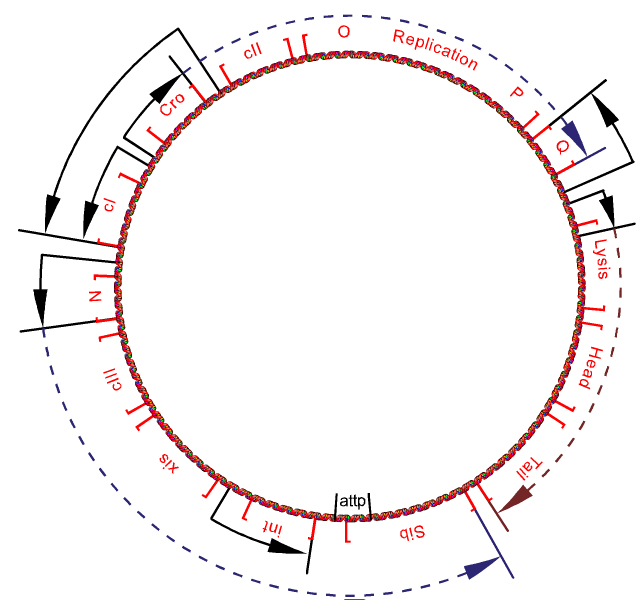 O
Replication
P
Q
Lysis
Head
Tail
Sib
attp
int
xis
cIII
N
cI
Cro
cII